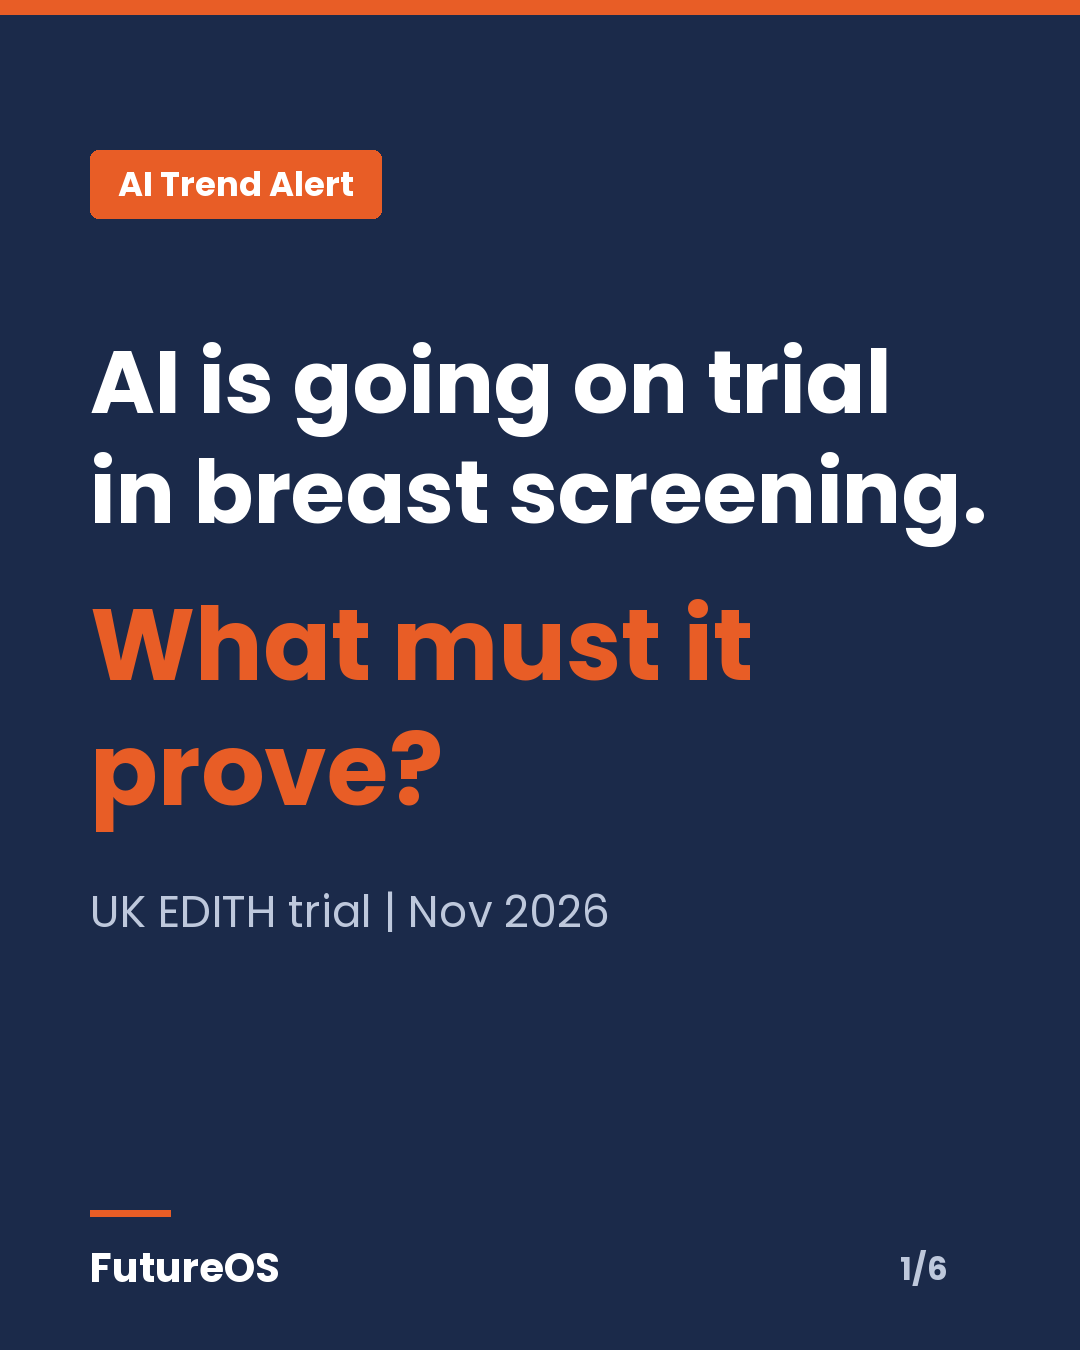 AI Trend Alert
AI is going on trial
in breast screening.
What must it
prove?
UK EDITH trial | Nov 2026
FutureOS
1/6